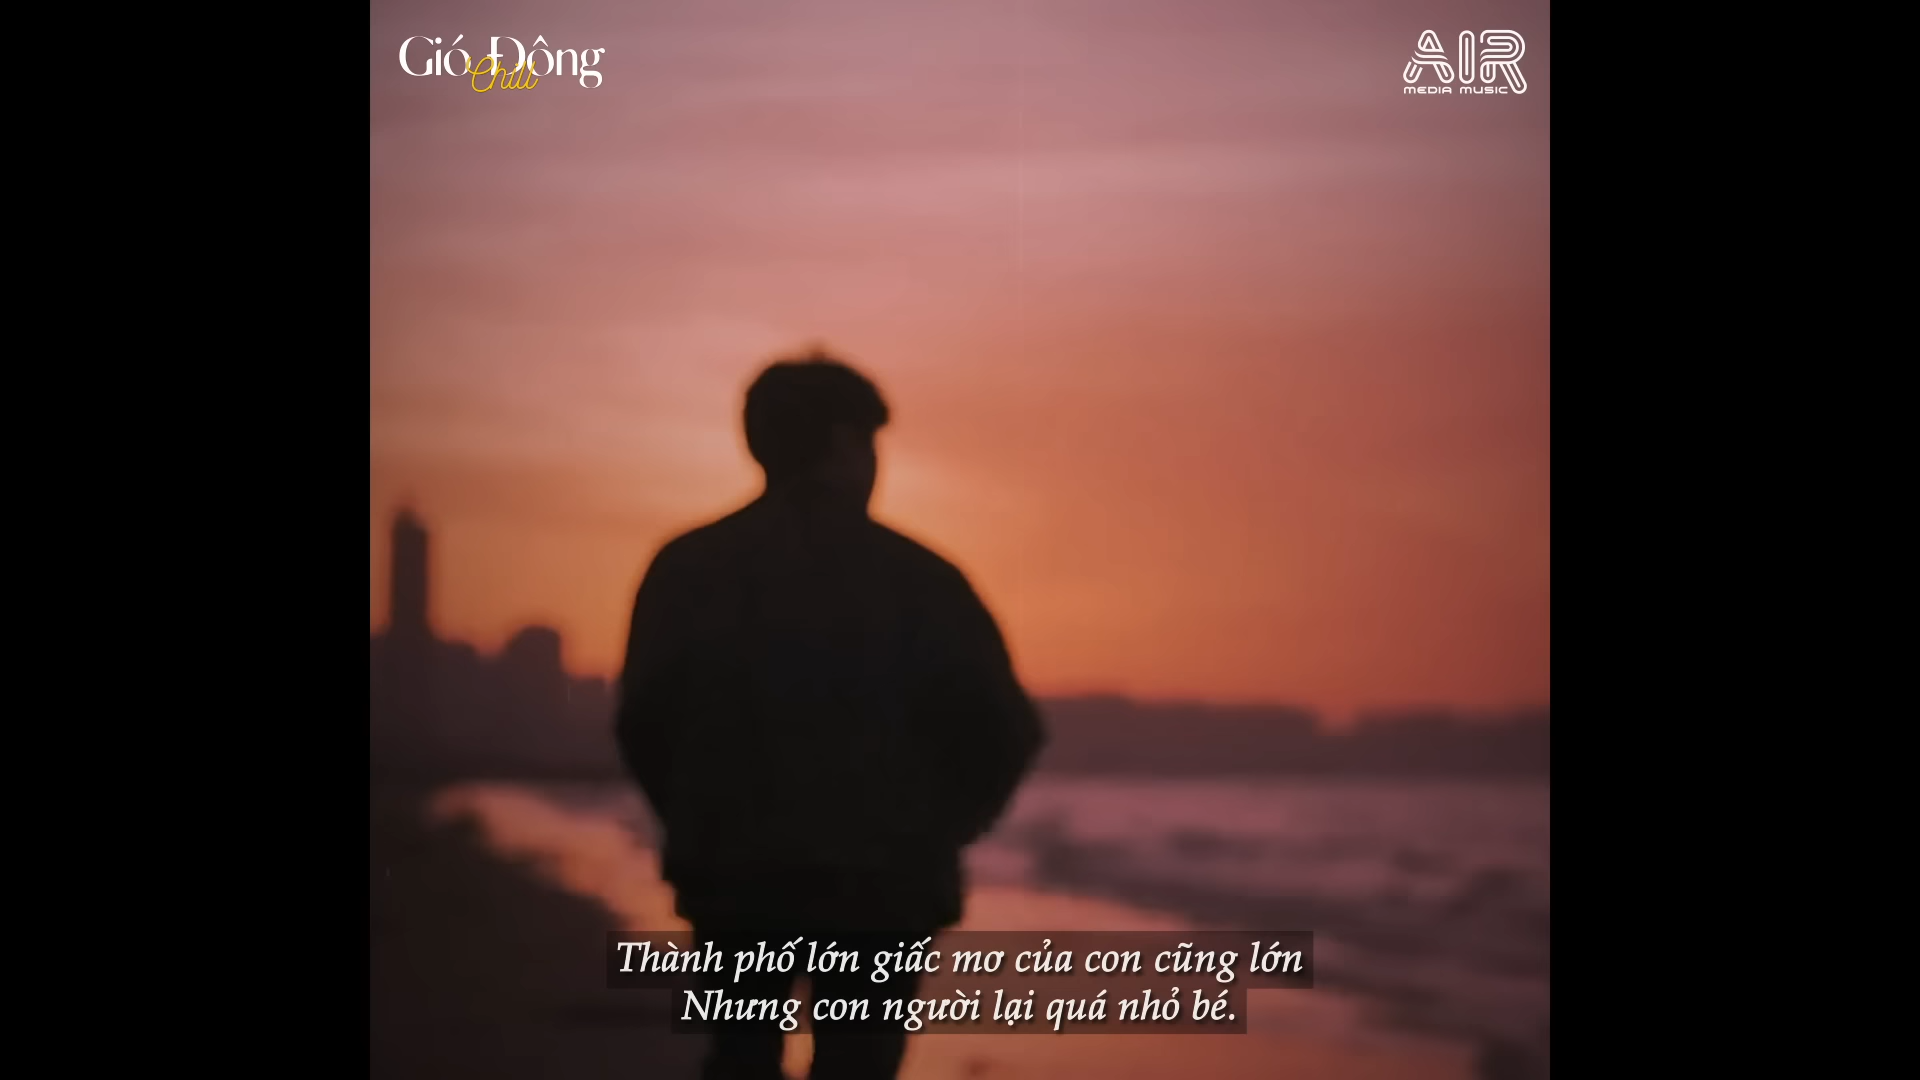 Gió Đông
Chill
AIR
MEDIA MUSIC
Thành phố lớn giấc mơ của con cũng lớn
Nhưng con người lại quá nhỏ bé.